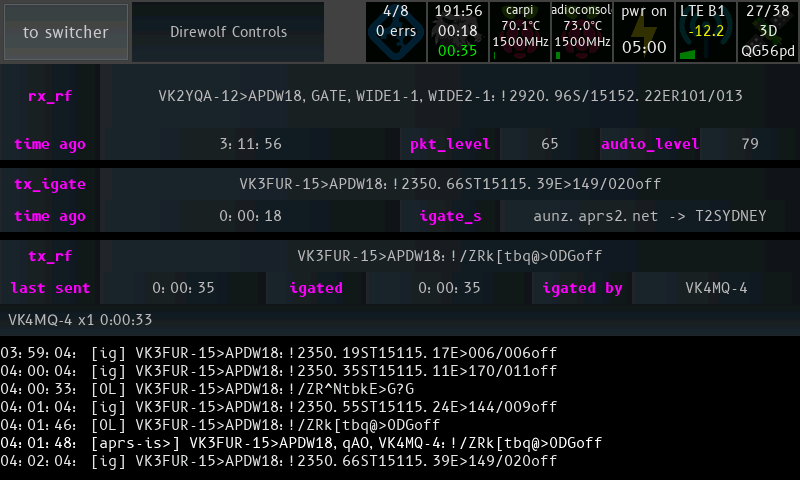 to switcher
Direwolf Controls
4/8
0 errs
191:56
00:18
00:35
carpi
70.1°C
1500MHz
adioconsol
73.0°C
1500MHz
pwr on
05:00
LTE B1
-12.2
27/38
3D
QG56pd
rx_rf
VK2YQA-12>APDW18,GATE,WIDE1-1,WIDE2-1:!2920.96S/15152.22ER101/013
time ago
3:11:56
pkt_level
65
audio_level
79
tx_igate
VK3FUR-15>APDW18:!2350.66ST15115.39E>149/020off
time ago
0:00:18
igate_s
aunz.aprs2.net -> T2SYDNEY
tx_rf
VK3FUR-15>APDW18:!/ZRk[tbq@>ODGoff
last sent
0:00:35
igated
0:00:35
igated by
VK4MQ-4
VK4MQ-4 x1 0:00:33
03:59:04: [ig] VK3FUR-15>APDW18:!2350.19ST15115.17E>006/006off
04:00:04: [ig] VK3FUR-15>APDW18:!2350.35ST15115.11E>170/011off
04:00:33: [OL] VK3FUR-15>APDW18:!/ZR^NtbkE>G?G
04:01:04: [ig] VK3FUR-15>APDW18:!2350.55ST15115.24E>144/009off
04:01:46: [OL] VK3FUR-15>APDW18:!/ZRk[tbq@>ODGoff
04:01:48: [aprs-is>] VK3FUR-15>APDW18,qAO,VK4MQ-4:!/ZRk[tbq@>ODGoff
04:02:04: [ig] VK3FUR-15>APDW18:!2350.66ST15115.39E>149/020off